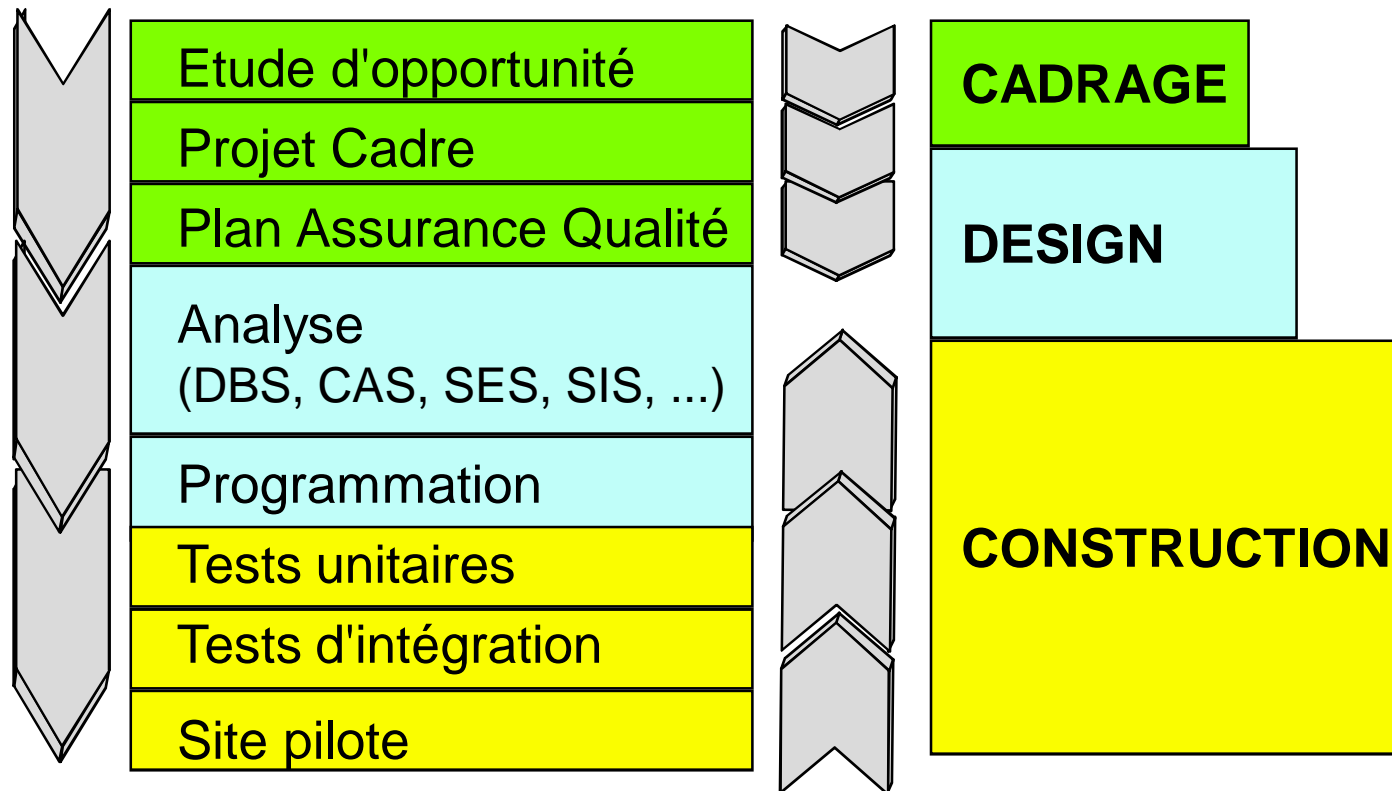 Etude d'opportunité
Projet Cadre
Plan Assurance Qualité
Analyse
(DBS, CAS, SES, SIS, ...)
Programmation
Tests unitaires
Tests d'intégration
Site pilote
CADRAGE
DESIGN
CONSTRUCTION